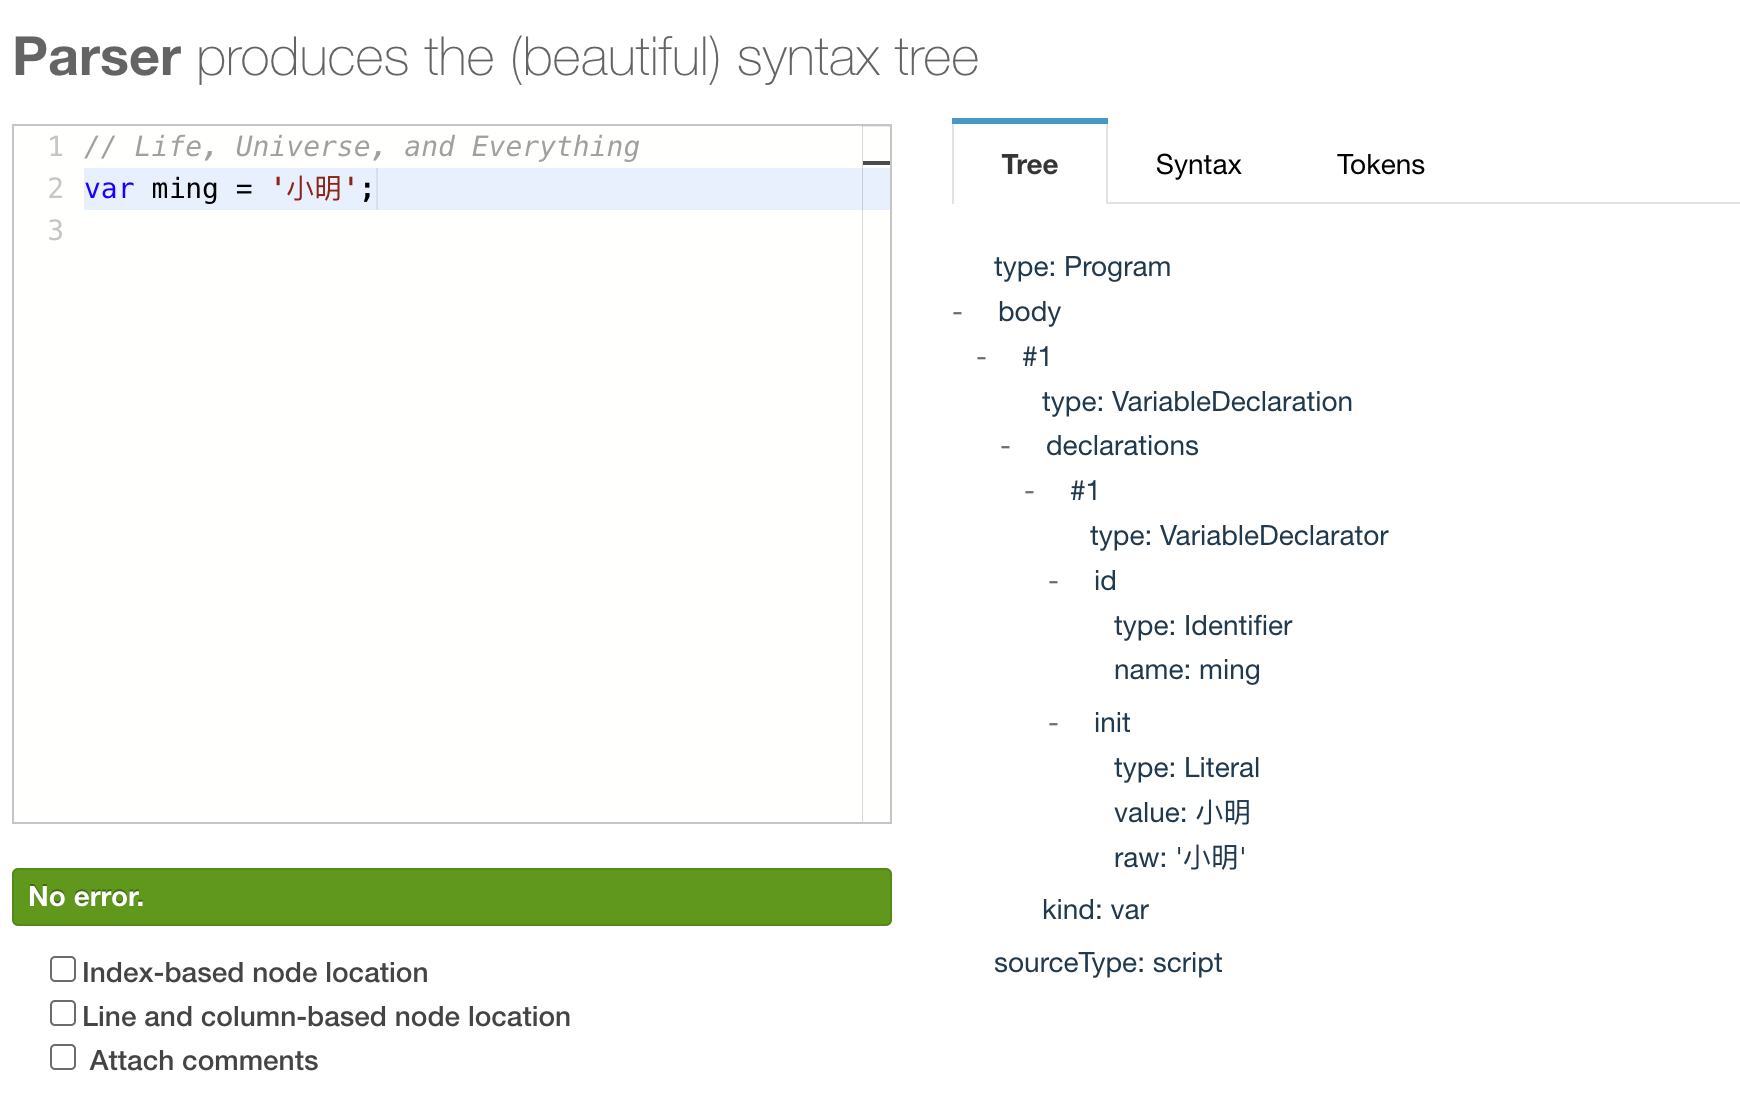 Parser produces the (beautiful) syntax tree
1 // Life, Universe, and Everything
2 var ming = '小明';
3
No error.
Index-based node location
Line and column-based node location
Attach comments
Tree Syntax Tokens
type: Program
- body
- #1
type: VariableDeclaration
- declarations
- #1
type: VariableDeclarator
- id
type: Identifier
name: ming
- init
type: Literal
value: 小明
raw: '小明'
kind: var
sourceType: script